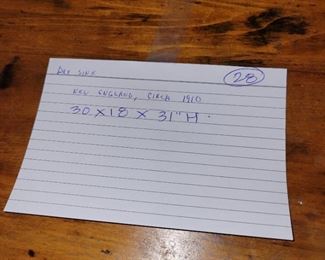 DRY SINK
28
NEW ENGLAND, CIRCA 1910
30 X 18 X 31" H.